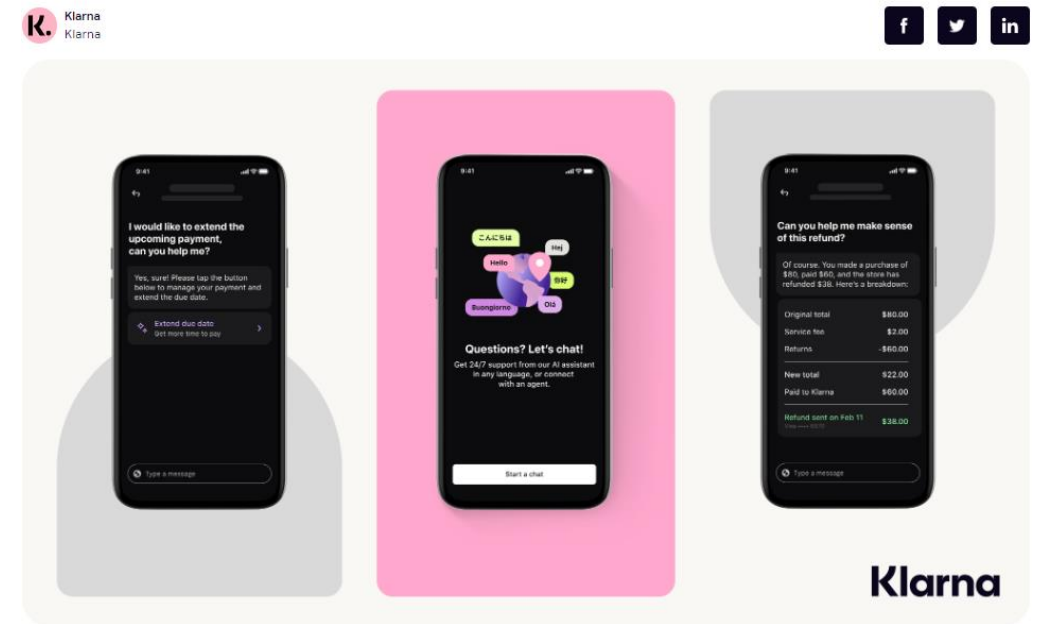 Klarna
Klarna
K.
f
in
9:41
I would like to extend the
upcoming payment,
can you help me?
Yes, sure! Please tap the button
below to manage your payment and
extend the due date.
Extend due date
Get more time to pay
Type a message
9:41
こんにちは
Hej
Hello
你好
Buongiorno
Olá
Questions? Let's chat!
Get 24/7 support from our AI assistant
in any language, or connect
with an agent.
Start a chat
9:41
Can you help me make sense
of this refund?
Of course. You made a purchase of
$80, paid $60, and the store has
refunded $38. Here's a breakdown:
Original total $80.00
Service fee $2.00
Returns -$60.00
New total $22.00
Paid to Klarna $60.00
Refund sent on Feb 11 $38.00
Type a message
Klarna